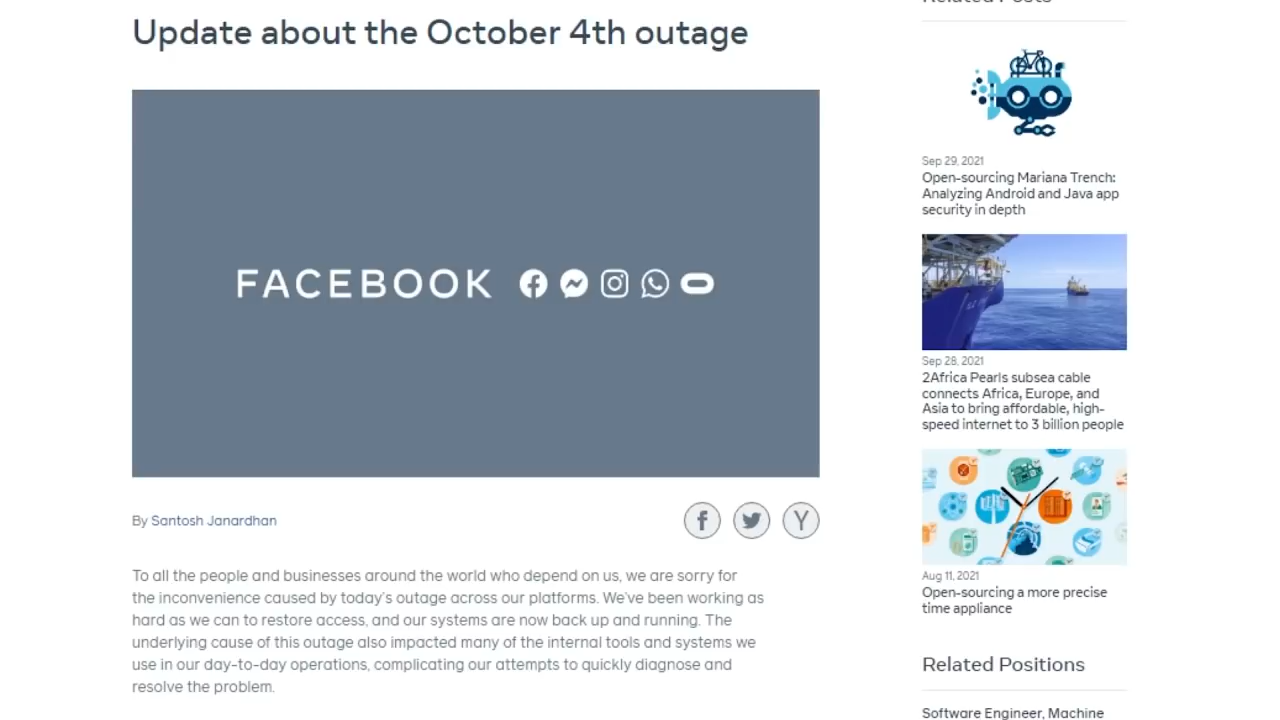 Update about the October 4th outage
FACEBOOK
By Santosh Janardhan
To all the people and businesses around the world who depend on us, we are sorry for
the inconvenience caused by today's outage across our platforms. We've been working as
hard as we can to restore access, and our systems are now back up and running. The
underlying cause of this outage also impacted many of the internal tools and systems we
use in our day-to-day operations, complicating our attempts to quickly diagnose and
resolve the problem.
Related Posts
Sep 29, 2021
Open-sourcing Mariana Trench:
Analyzing Android and Java app
security in depth
Sep 28, 2021
2Africa Pearls subsea cable
connects Africa, Europe, and
Asia to bring affordable, high-
speed internet to 3 billion people
Aug 11, 2021
Open-sourcing a more precise
time appliance
Related Positions
Software Engineer, Machine